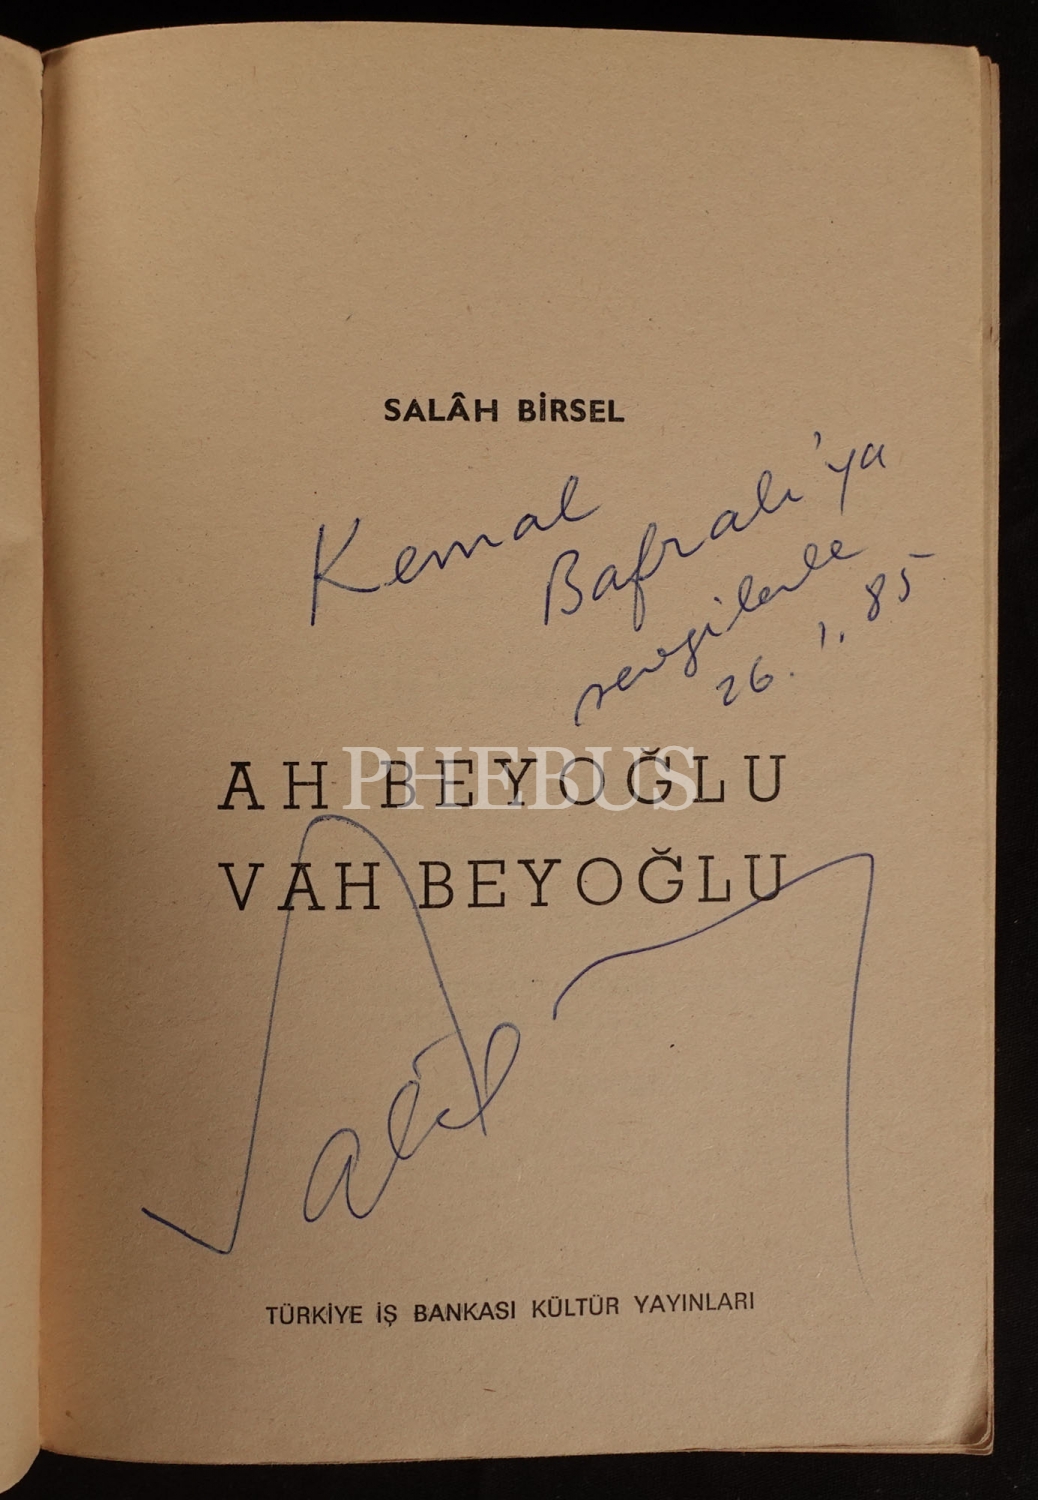 SALÂH BİRSEL
Kemal
Bafralı'ya
sevgilerle
26.1.85
PHEBUS
AH BEYOĞLU
VAH BEYOĞLU
Salâh
TÜRKİYE İŞ BANKASI KÜLTÜR YAYINLARI